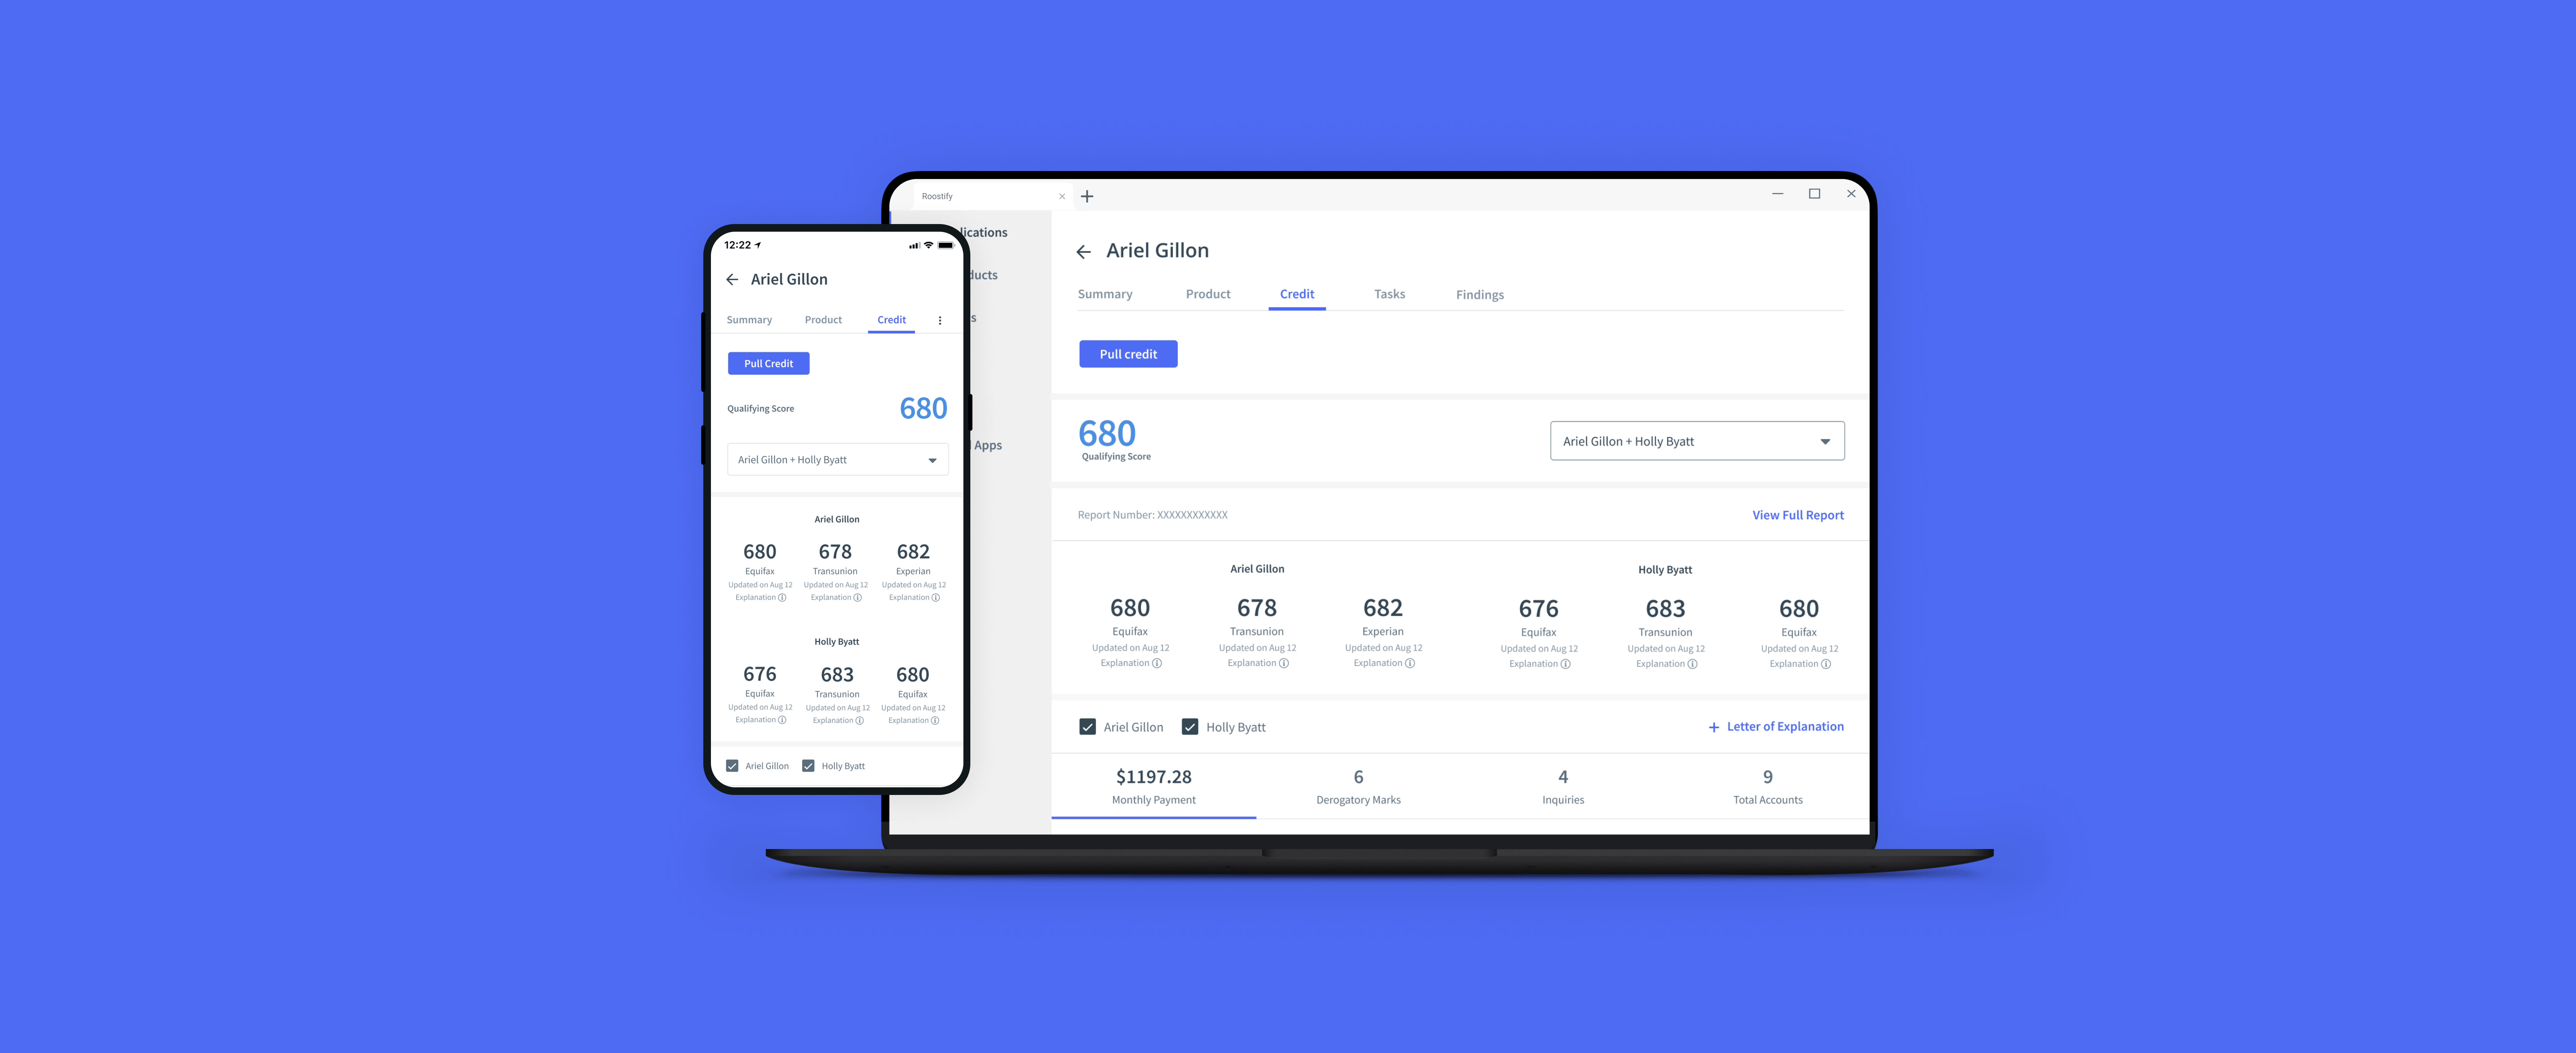 12:22
Ariel Gillon
Summary Product Credit
Pull Credit
Qualifying Score 680
Ariel Gillon + Holly Byatt
Ariel Gillon
680 678 682
Equifax Transunion Experian
Updated on Aug 12 Updated on Aug 12 Updated on Aug 12
Explanation Explanation Explanation
Holly Byatt
676 683 680
Equifax Transunion Equifax
Updated on Aug 12 Updated on Aug 12 Updated on Aug 12
Explanation Explanation Explanation
Ariel Gillon Holly Byatt
Roostify
Apps
Ariel Gillon
Summary Product Credit Tasks Findings
Pull credit
680
Qualifying Score
Ariel Gillon + Holly Byatt
Report Number: XXXXXXXXXXXX View Full Report
Ariel Gillon Holly Byatt
680 678 682 676 683 680
Equifax Transunion Experian Equifax Transunion Equifax
Updated on Aug 12 Updated on Aug 12 Updated on Aug 12 Updated on Aug 12 Updated on Aug 12 Updated on Aug 12
Explanation Explanation Explanation Explanation Explanation Explanation
Ariel Gillon Holly Byatt + Letter of Explanation
$1197.28 6 4 9
Monthly Payment Derogatory Marks Inquiries Total Accounts